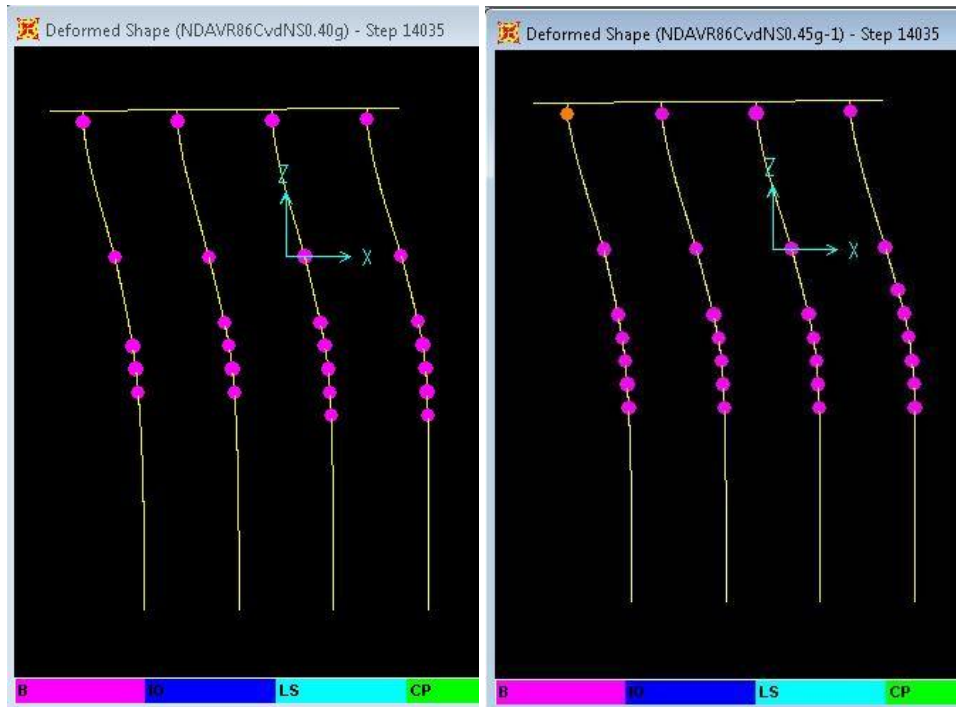 Deformed Shape (NDAVR86CvdNS0.40g) - Step 14035
Z
X
B IO LS CP
Deformed Shape (NDAVR86CvdNS0.45g-1) - Step 14035
Z
X
B IO LS CP